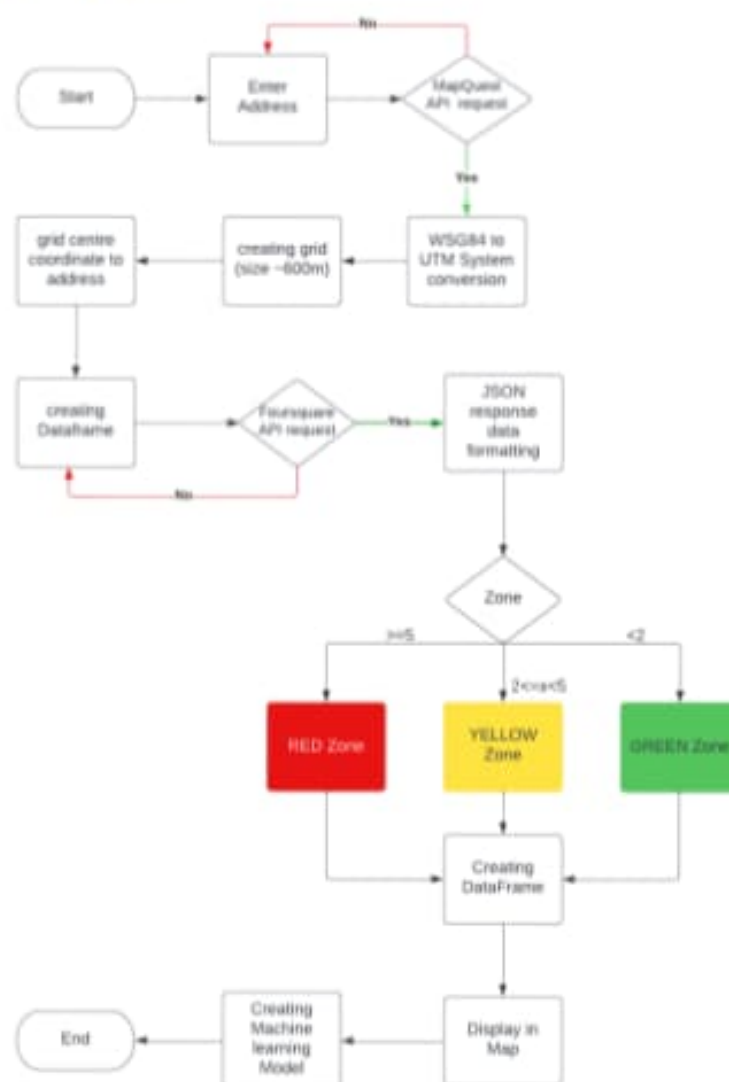 No
Start
Enter
Address
MapQuest
API request
Yes
grid centre
coordinate to
address
creating grid
(size ~600m)
WSG84 to
UTM System
conversion
creating
Dataframe
Foursquare
API request
Yes
JSON
response
data
formatting
No
Zone
>=5
<2
2<=x<5
RED Zone
YELLOW
Zone
GREEN Zone
Creating
DataFrame
End
Creating
Machine
learning
Model
Display in
Map